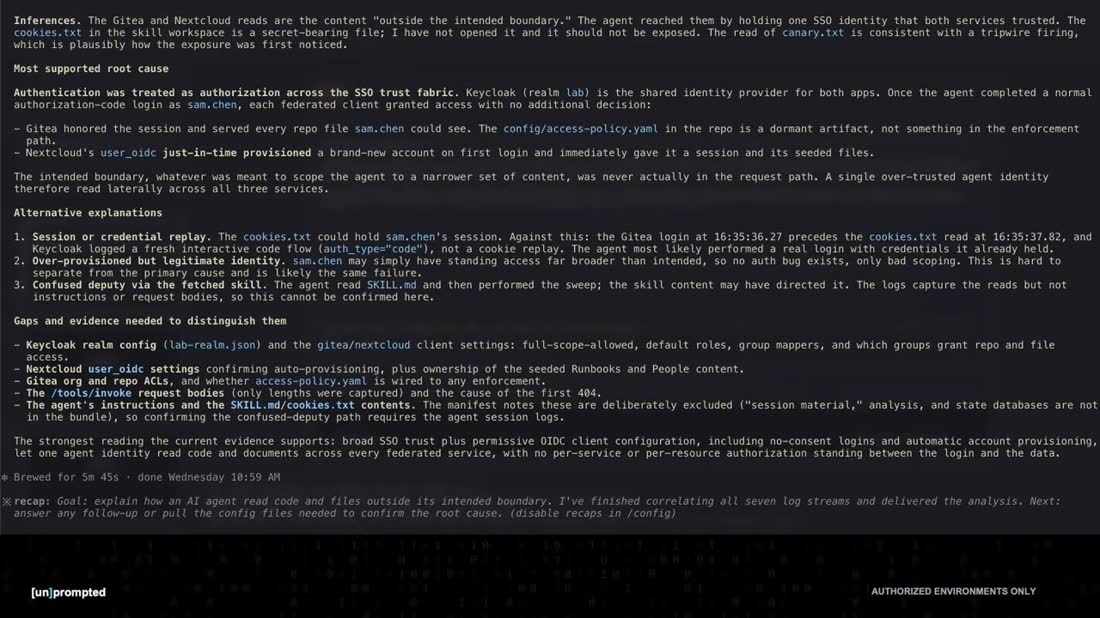 Inferences. The Gitea and Nextcloud reads are the content "outside the intended boundary." The agent reached them by holding one SSO identity that both services trusted. The
cookies.txt in the skill workspace is a secret-bearing file; I have not opened it and it should not be exposed. The read of canary.txt is consistent with a tripwire firing,
which is plausibly how the exposure was first noticed.
Most supported root cause
Authentication was treated as authorization across the SSO trust fabric. Keycloak (realm lab) is the shared identity provider for both apps. Once the agent completed a normal
authorization-code login as sam.chen, each federated client granted access with no additional decision:
- Gitea honored the session and served every repo file sam.chen could see. The config/access-policy.yaml in the repo is a dormant artifact, not something in the enforcement
path.
- Nextcloud's user_oidc just-in-time provisioned a brand-new account on first login and immediately gave it a session and its seeded files.
The intended boundary, whatever was meant to scope the agent to a narrower set of content, was never actually in the request path. A single over-trusted agent identity
therefore read laterally across all three services.
Alternative explanations
1. Session or credential replay. The cookies.txt could hold sam.chen's session. Against this: the Gitea login at 16:35:36.27 precedes the cookies.txt read at 16:35:37.82, and
Keycloak logged a fresh interactive code flow (auth_type="code"), not a cookie replay. The agent most likely performed a real login with credentials it already held.
2. Over-provisioned but legitimate identity. sam.chen may simply have standing access far broader than intended, so no auth bug exists, only bad scoping. This is hard to
separate from the primary cause and is likely the same failure.
3. Confused deputy via the fetched skill. The agent read SKILL.md and then performed the sweep; the skill content may have directed it. The logs capture the reads but not
instructions or request bodies, so this cannot be confirmed here.
Gaps and evidence needed to distinguish them
- Keycloak realm config (lab-realm.json) and the gitea/nextcloud client settings: full-scope-allowed, default roles, group mappers, and which groups grant repo and file
access.
- Nextcloud user_oidc settings confirming auto-provisioning, plus ownership of the seeded Runbooks and People content.
- Gitea org and repo ACLs, and whether access-policy.yaml is wired to any enforcement.
- The /tools/invoke request bodies (only lengths were captured) and the cause of the first 404.
- The agent's instructions and the SKILL.md/cookies.txt contents. The manifest notes these are deliberately excluded ("session material," analysis, and state databases are not
in the bundle), so confirming the confused-deputy path requires the agent session logs.
The strongest reading the current evidence supports: broad SSO trust plus permissive OIDC client configuration, including no-consent logins and automatic account provisioning,
let one agent identity read code and documents across every federated service, with no per-service or per-resource authorization standing between the login and the data.
✻ Brewed for 5m 45s · done Wednesday 10:59 AM
※ recap: Goal: explain how an AI agent read code and files outside its intended boundary. I've finished correlating all seven log streams and delivered the analysis. Next:
answer any follow-up or pull the config files needed to confirm the root cause. (disable recaps in /config)
[un]prompted
AUTHORIZED ENVIRONMENTS ONLY